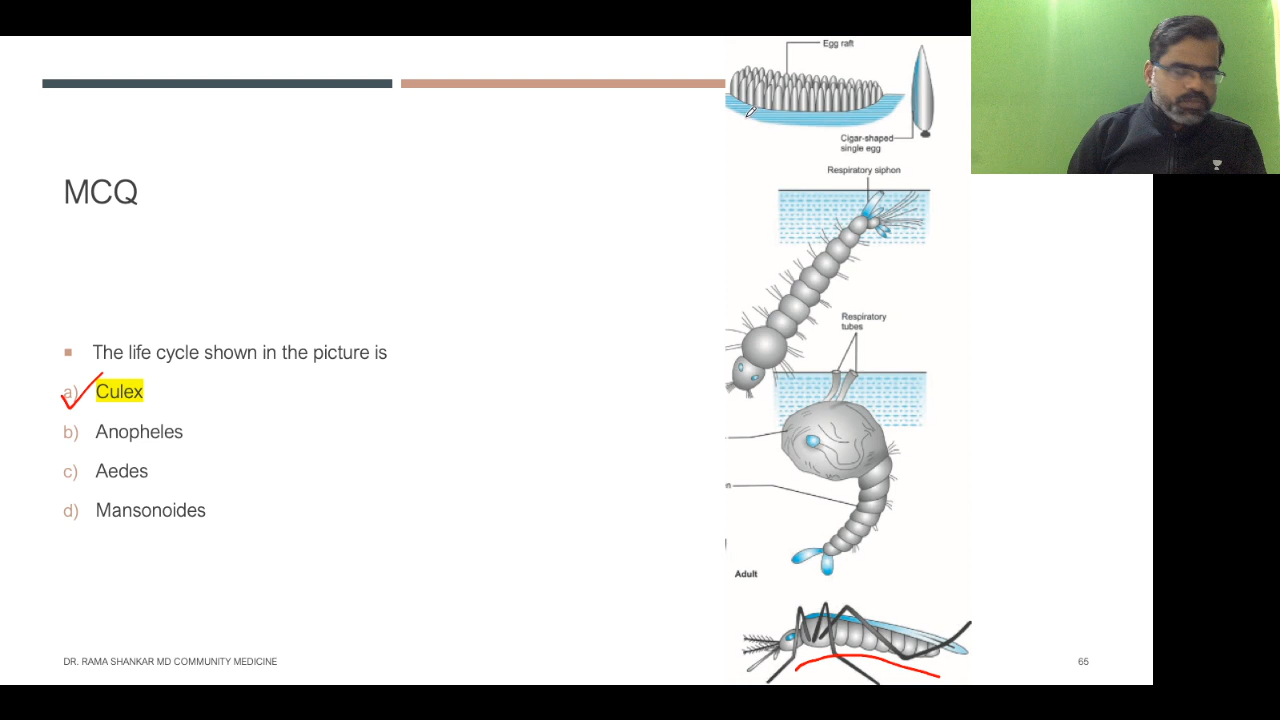 MCQ
The life cycle shown in the picture is
a) Culex
b) Anopheles
c) Aedes
d) Mansonoides
Egg raft
Cigar-shaped
single egg
Respiratory siphon
Respiratory
tubes
Adult
DR. RAMA SHANKAR MD COMMUNITY MEDICINE
65